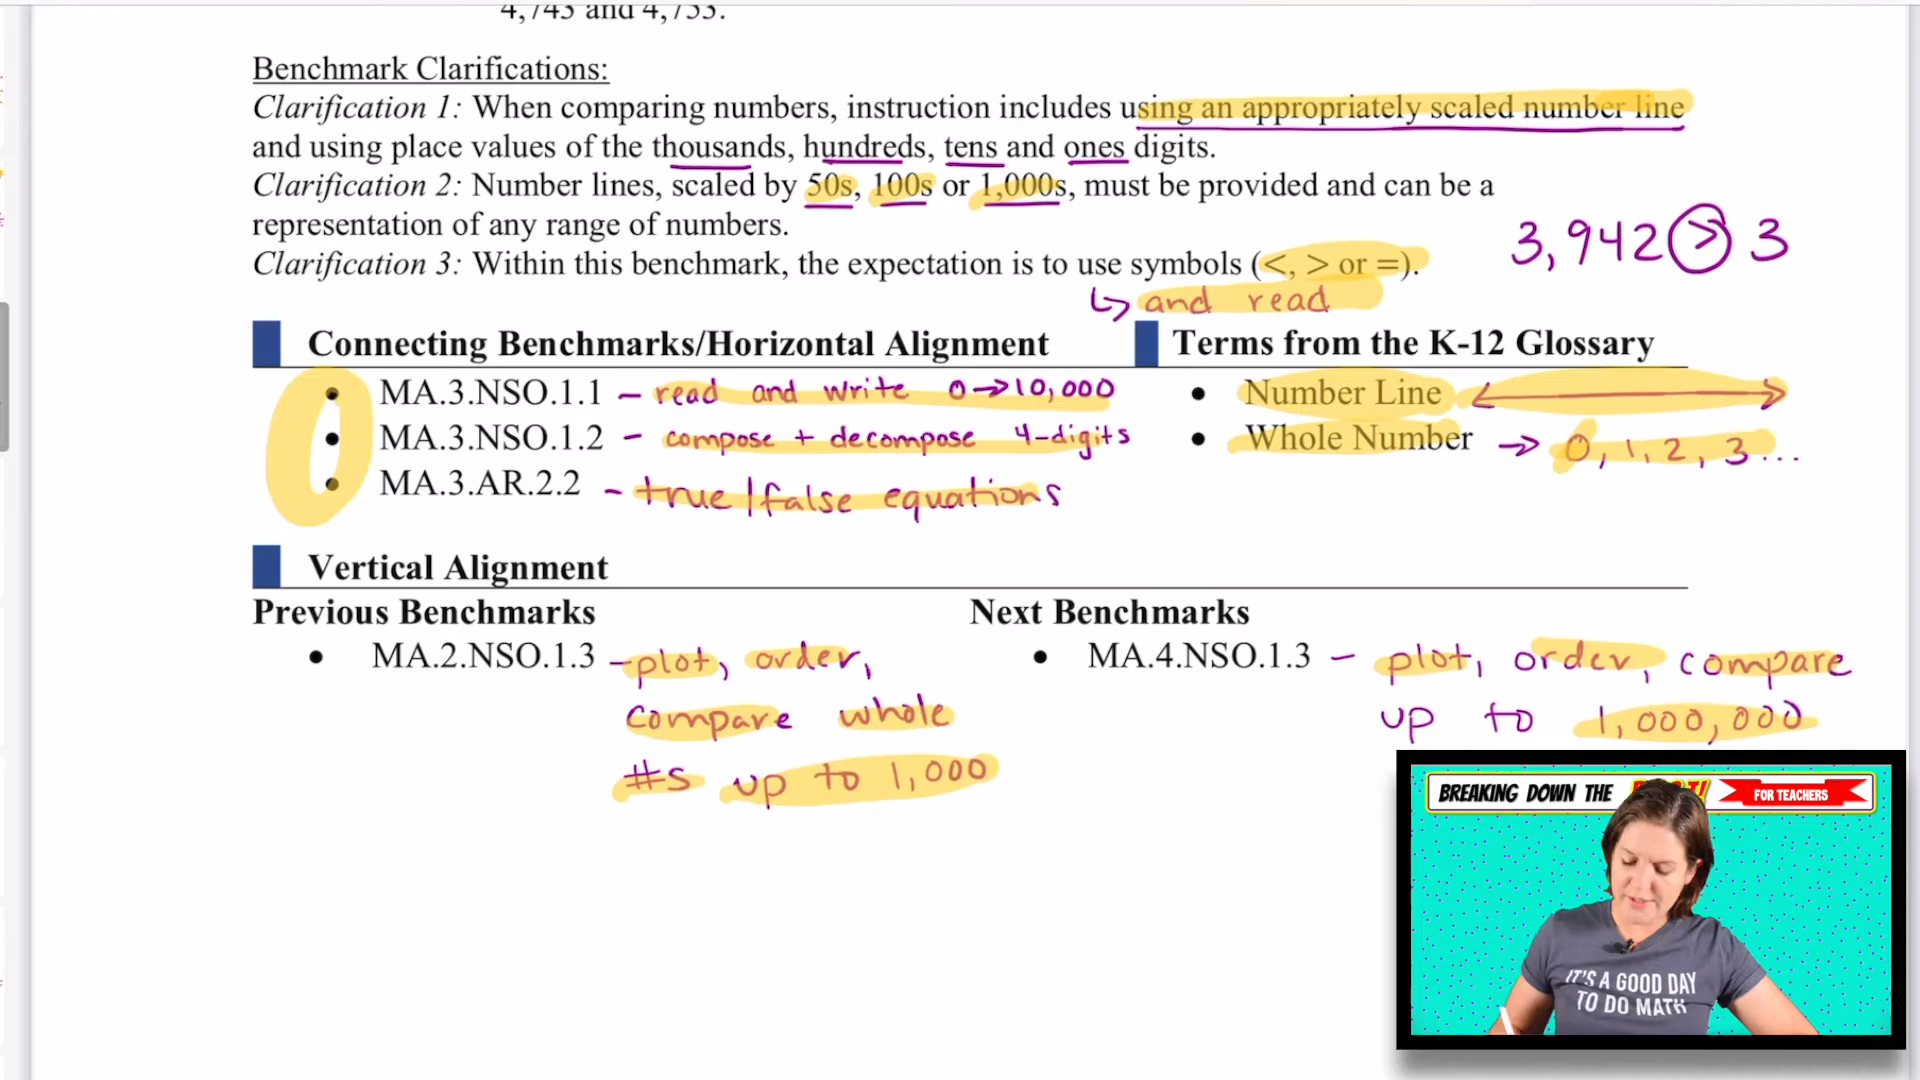 4,743 and 4,753.
Benchmark Clarifications:
Clarification 1: When comparing numbers, instruction includes using an appropriately scaled number line
and using place values of the thousands, hundreds, tens and ones digits.
Clarification 2: Number lines, scaled by 50s, 100s or 1,000s, must be provided and can be a
representation of any range of numbers.
3,942 > 3
Clarification 3: Within this benchmark, the expectation is to use symbols (<, > or =).
↳ and read
Connecting Benchmarks/Horizontal Alignment
• MA.3.NSO.1.1 – read and write 0→10,000
• MA.3.NSO.1.2 – compose + decompose 4-digits
• MA.3.AR.2.2 – true/false equations
Terms from the K-12 Glossary
• Number Line
• Whole Number → 0, 1, 2, 3...
Vertical Alignment
Previous Benchmarks
• MA.2.NSO.1.3 – plot, order,
compare whole
#s up to 1,000
Next Benchmarks
• MA.4.NSO.1.3 – plot, order, compare
up to 1,000,000
BREAKING DOWN THE
FOR TEACHERS
IT'S A GOOD DAY
TO DO MATH